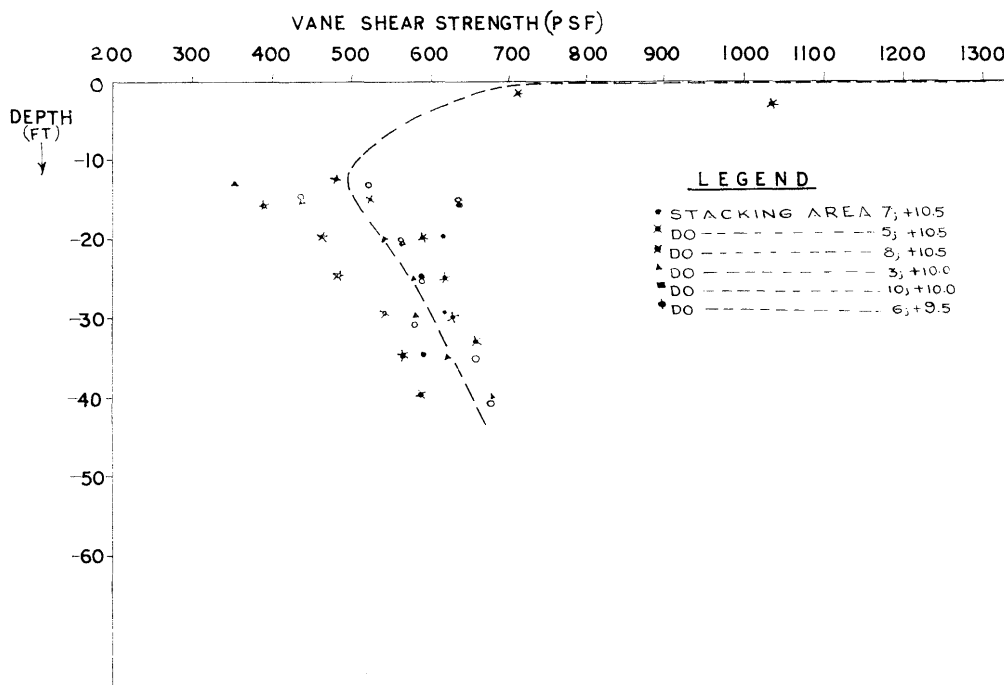 VANE SHEAR STRENGTH (PSF)
200 300 400 500 600 700 800 900 1000 1100 1200 1300
0
DEPTH
(FT)
-10
-20
-30
-40
-50
-60
LEGEND
STACKING AREA 7; +10.5
DO ---------- 5; +10.5
DO ---------- 8; +10.5
DO ---------- 3; +10.0
DO ---------- 10; +10.0
DO ---------- 6; +9.5